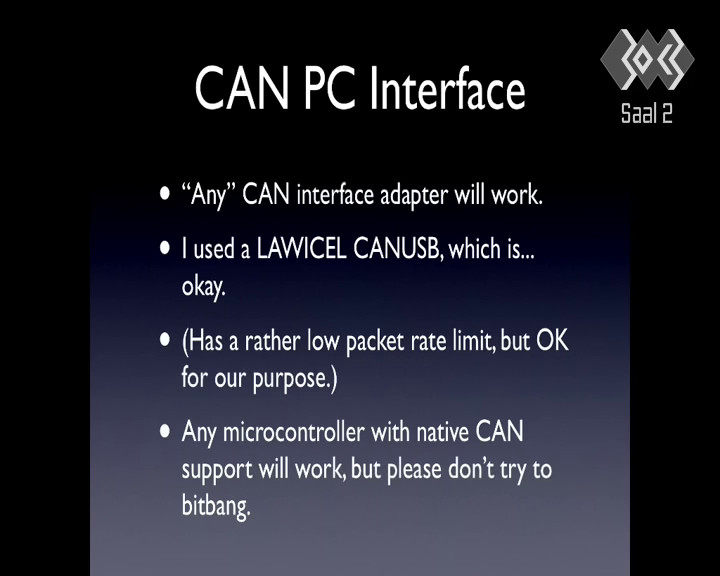 CAN PC Interface
Saal 2
• “Any” CAN interface adapter will work.
• I used a LAWICEL CANUSB, which is...
okay.
• (Has a rather low packet rate limit, but OK
for our purpose.)
• Any microcontroller with native CAN
support will work, but please don’t try to
bitbang.